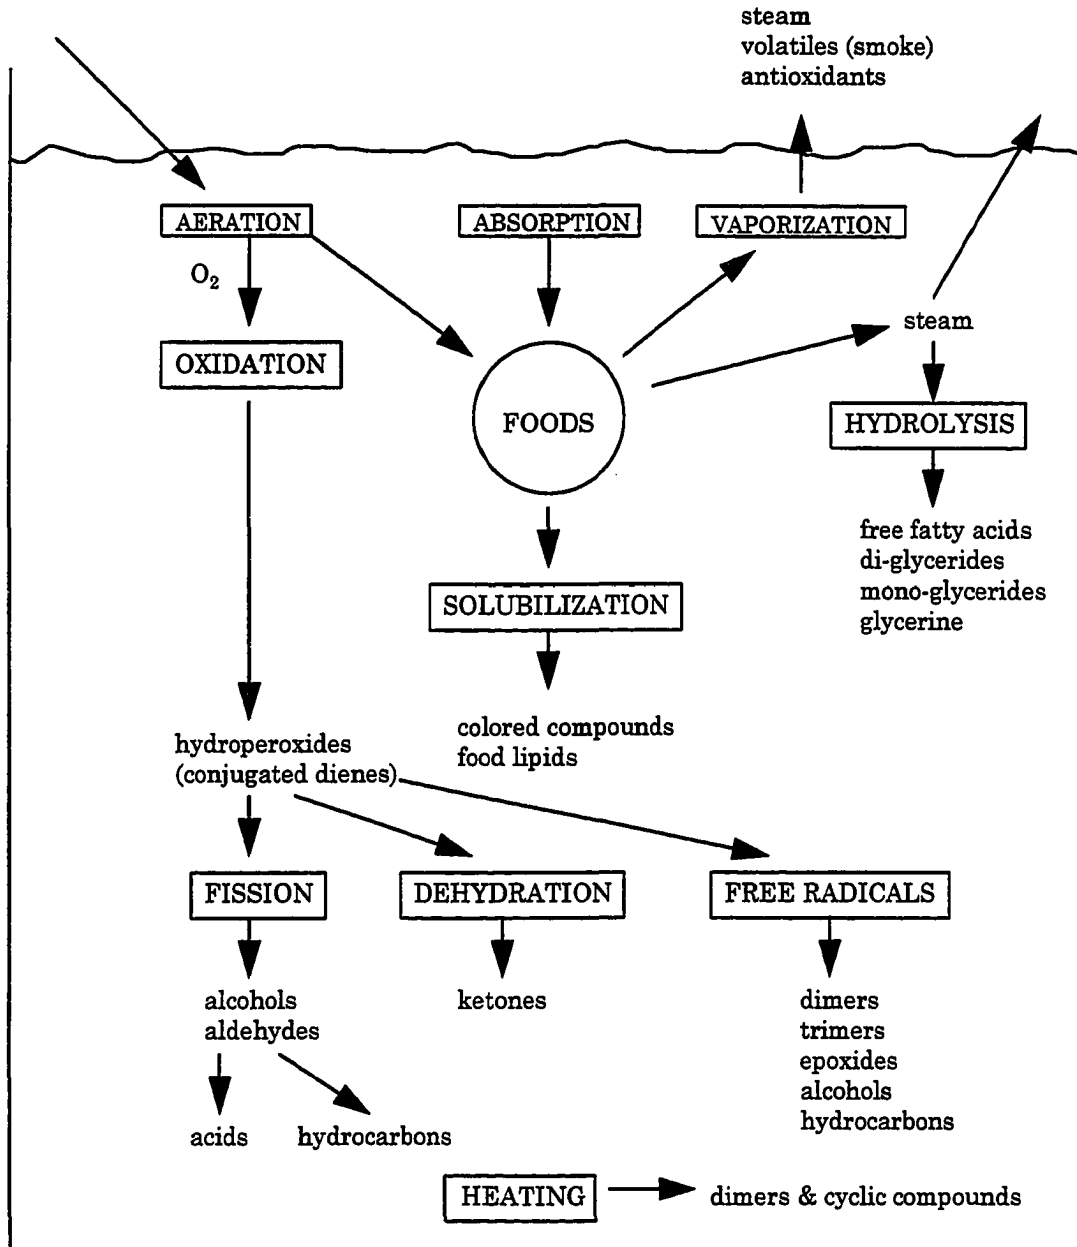 steam
volatiles (smoke)
antioxidants
AERATION
ABSORPTION
VAPORIZATION
O₂
steam
OXIDATION
FOODS
HYDROLYSIS
free fatty acids
di-glycerides
mono-glycerides
glycerine
SOLUBILIZATION
colored compounds
food lipids
hydroperoxides
(conjugated dienes)
FISSION
DEHYDRATION
FREE RADICALS
alcohols
aldehydes
ketones
dimers
trimers
epoxides
alcohols
hydrocarbons
acids
hydrocarbons
HEATING
dimers & cyclic compounds